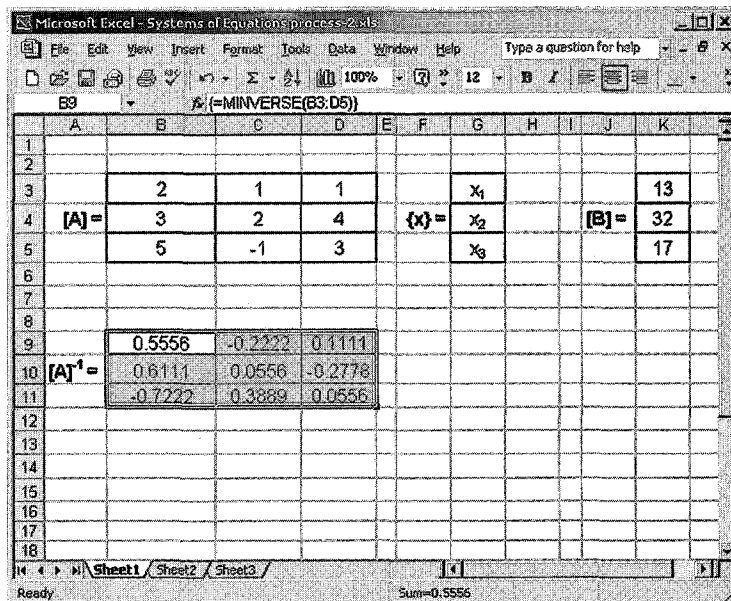 Microsoft Excel - Systems of Equations process-2.xls
File Edit View Insert Format Tools Data Window Help Type a question for help
100% 12 B I
B9 fx {=MINVERSE(B3:D5)}
A B C D E F G H I J K
1
2
3 2 1 1 x₁ 13
4 [A] = 3 2 4 {x} = x₂ [B] = 32
5 5 -1 3 x₃ 17
6
7
8
9 0.5556 -0.2222 0.1111
10 [A]⁻¹ = 0.6111 0.0556 -0.2778
11 -0.7222 0.3889 0.0556
12
13
14
15
16
17
18
Sheet1 Sheet2 Sheet3
Ready Sum=0.5556